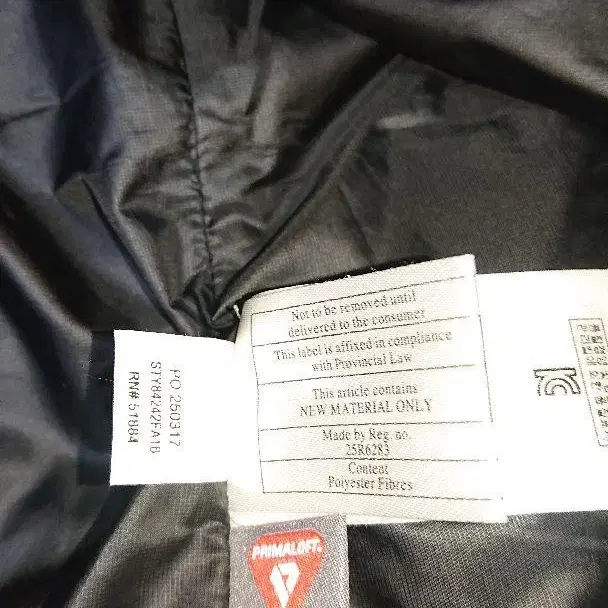 Not to be removed until
delivered to the consumer
This label is affixed in compliance
with Provincial Law
This article contains
NEW MATERIAL ONLY
Made by Reg. no.
25R6283
Content
Polyester Fibres
PO 250317
STY84242FA16
RN# 51884
PRIMALOFT